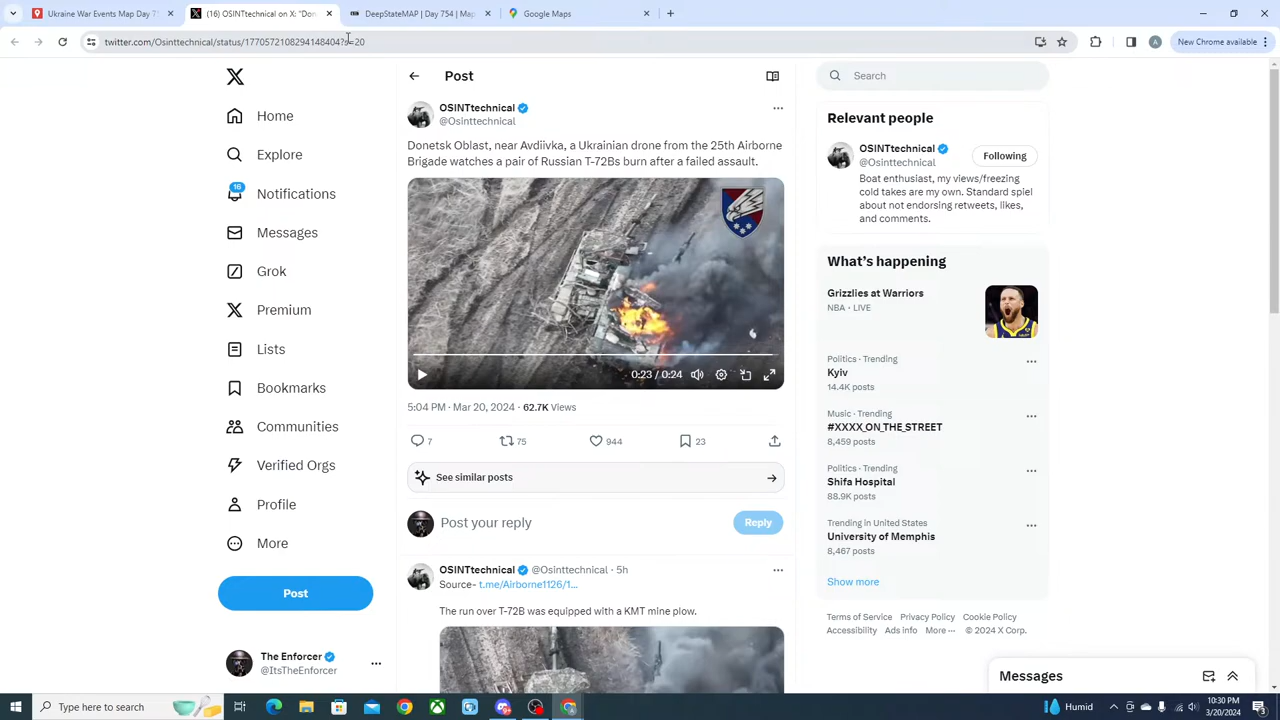 Ukraine War Events Map Day 7
(16) OSINTtechnical on X: "Don
DeepStateMAP | Day 754 | Map
Google Maps
twitter.com/Osinttechnical/status/1770572108294148404?s=20
New Chrome available
A
Post
Search
Home
Explore
16
Notifications
Messages
Grok
Premium
Lists
Bookmarks
Communities
Verified Orgs
Profile
More
Post
The Enforcer
@ItsTheEnforcer
OSINTtechnical
@Osinttechnical
Donetsk Oblast, near Avdiivka, a Ukrainian drone from the 25th Airborne
Brigade watches a pair of Russian T-72Bs burn after a failed assault.
0:23 / 0:24
5:04 PM · Mar 20, 2024 · 62.7K Views
7
75
944
23
See similar posts
Post your reply
Reply
OSINTtechnical @Osinttechnical · 5h
Source- t.me/Airborne1126/1...
The run over T-72B was equipped with a KMT mine plow.
Relevant people
OSINTtechnical
@Osinttechnical
Following
Boat enthusiast, my views/freezing
cold takes are my own. Standard spiel
about not endorsing retweets, likes,
and comments.
What's happening
Grizzlies at Warriors
NBA · LIVE
Politics · Trending
Kyiv
14.4K posts
Music · Trending
#XXXX_ON_THE_STREET
8,459 posts
Politics · Trending
Shifa Hospital
88.9K posts
Trending in United States
University of Memphis
8,467 posts
Show more
Terms of Service Privacy Policy Cookie Policy
Accessibility Ads info More ··· © 2024 X Corp.
Messages
Type here to search
Humid
10:30 PM
3/20/2024